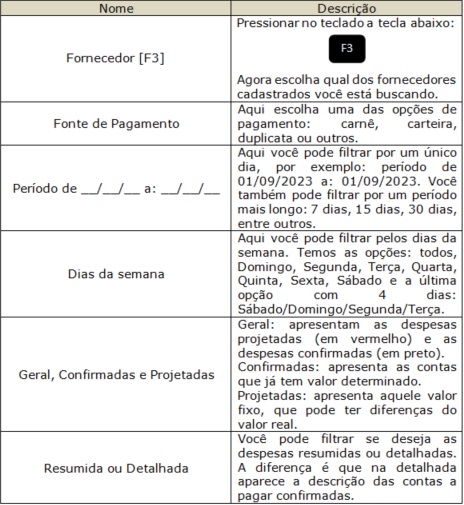 Nome
Descrição
Fornecedor [F3]
Pressionar no teclado a tecla abaixo:
F3
Agora escolha qual dos fornecedores
cadastrados você está buscando.
Fonte de Pagamento
Aqui escolha uma das opções de
pagamento: carnê, carteira,
duplicata ou outros.
Período de __/__/__ a: __/__/__
Aqui você pode filtrar por um único
dia, por exemplo: período de
01/09/2023 a: 01/09/2023. Você
também pode filtrar por um período
mais longo: 7 dias, 15 dias, 30 dias,
entre outros.
Dias da semana
Aqui você pode filtrar pelos dias da
semana. Temos as opções: todos,
Domingo, Segunda, Terça, Quarta,
Quinta, Sexta, Sábado e a última
opção com 4 dias:
Sábado/Domingo/Segunda/Terça.
Geral, Confirmadas e Projetadas
Geral: apresentam as despesas
projetadas (em vermelho) e as
despesas confirmadas (em preto).
Confirmadas: apresenta as contas
que já tem valor determinado.
Projetadas: apresenta aquele valor
fixo, que pode ter diferenças do
valor real.
Resumida ou Detalhada
Você pode filtrar se deseja as
despesas resumidas ou detalhadas.
A diferença é que na detalhada
aparece a descrição das contas a
pagar confirmadas.